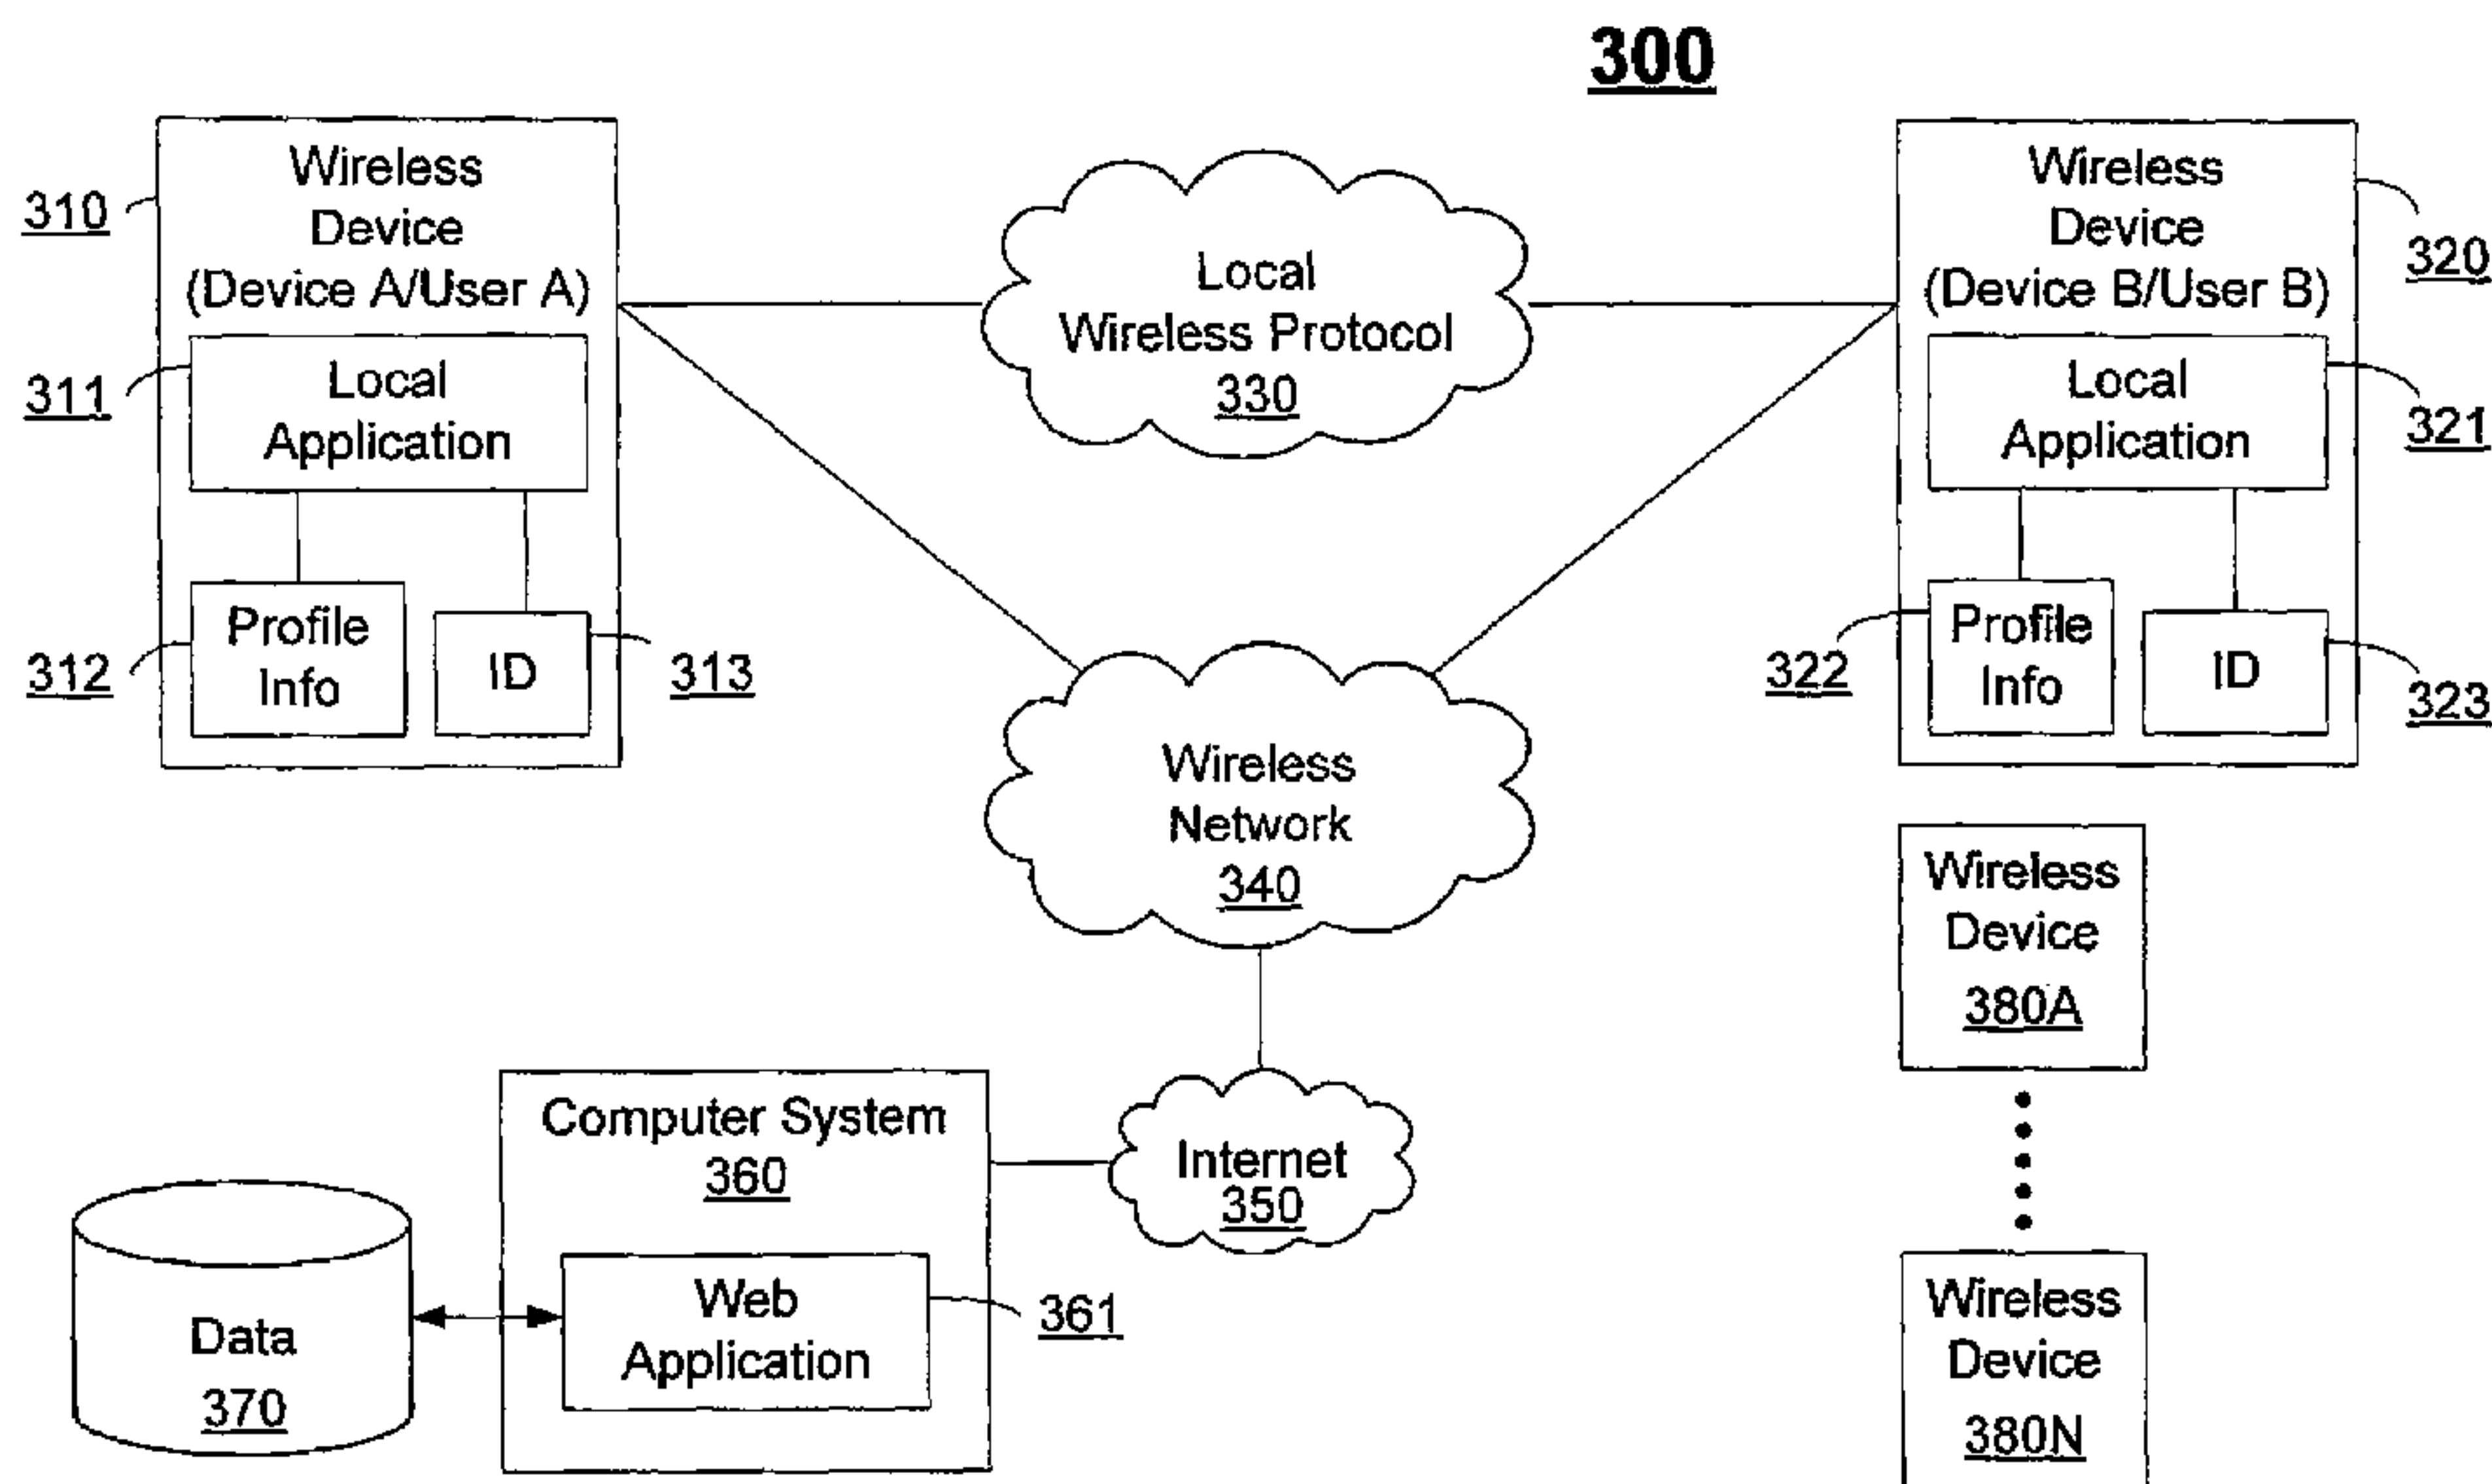 300
Wireless
Device
(Device A/User A)
310
Local
Application
311
Profile
Info
312
ID
313
Local
Wireless Protocol
330
Wireless
Device
(Device B/User B)
320
Local
Application
321
Profile
Info
322
ID
323
Wireless
Network
340
Internet
350
Computer System
360
Web
Application
361
Data
370
Wireless
Device
380A
Wireless
Device
380N